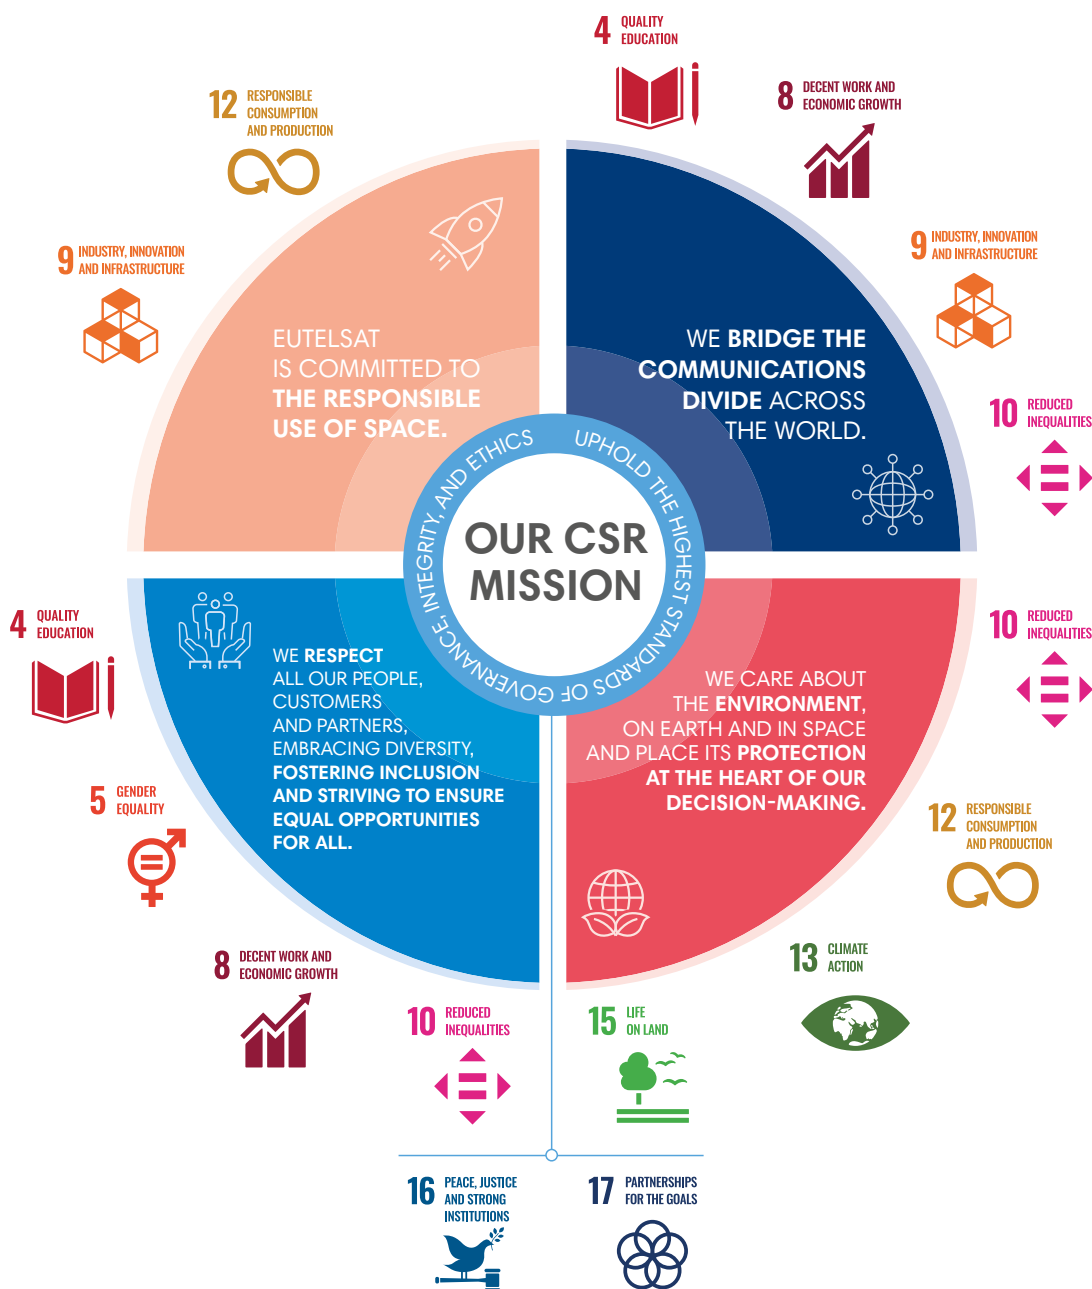 4 QUALITY
EDUCATION
8 DECENT WORK AND
ECONOMIC GROWTH
12 RESPONSIBLE
CONSUMPTION
AND PRODUCTION
9 INDUSTRY, INNOVATION
AND INFRASTRUCTURE
9 INDUSTRY, INNOVATION
AND INFRASTRUCTURE
10 REDUCED
INEQUALITIES
EUTELSAT
IS COMMITTED TO
THE RESPONSIBLE
USE OF SPACE.
WE BRIDGE THE
COMMUNICATIONS
DIVIDE ACROSS
THE WORLD.
UPHOLD THE HIGHEST STANDARDS OF GOVERNANCE, INTEGRITY, AND ETHICS
OUR CSR
MISSION
4 QUALITY
EDUCATION
WE RESPECT
ALL OUR PEOPLE,
CUSTOMERS
AND PARTNERS,
EMBRACING DIVERSITY,
FOSTERING INCLUSION
AND STRIVING TO ENSURE
EQUAL OPPORTUNITIES
FOR ALL.
WE CARE ABOUT
THE ENVIRONMENT,
ON EARTH AND IN SPACE
AND PLACE ITS PROTECTION
AT THE HEART OF OUR
DECISION-MAKING.
10 REDUCED
INEQUALITIES
5 GENDER
EQUALITY
12 RESPONSIBLE
CONSUMPTION
AND PRODUCTION
8 DECENT WORK AND
ECONOMIC GROWTH
13 CLIMATE
ACTION
10 REDUCED
INEQUALITIES
15 LIFE
ON LAND
16 PEACE, JUSTICE
AND STRONG
INSTITUTIONS
17 PARTNERSHIPS
FOR THE GOALS